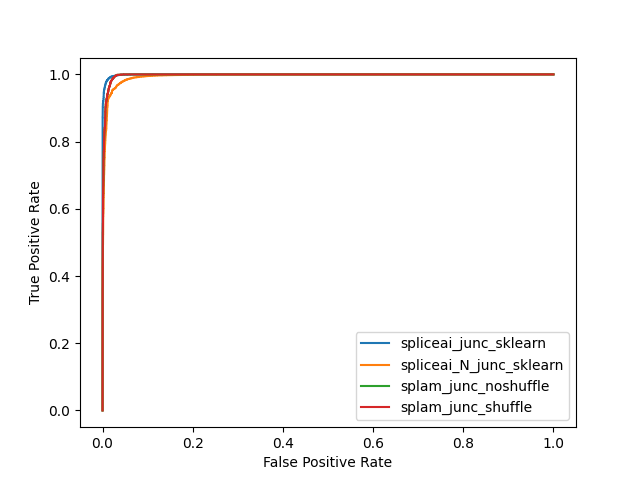 1.0
0.8
0.6
0.4
0.2
0.0
True Positive Rate
spliceai_junc_sklearn
spliceai_N_junc_sklearn
splam_junc_noshuffle
splam_junc_shuffle
0.0 0.2 0.4 0.6 0.8 1.0
False Positive Rate